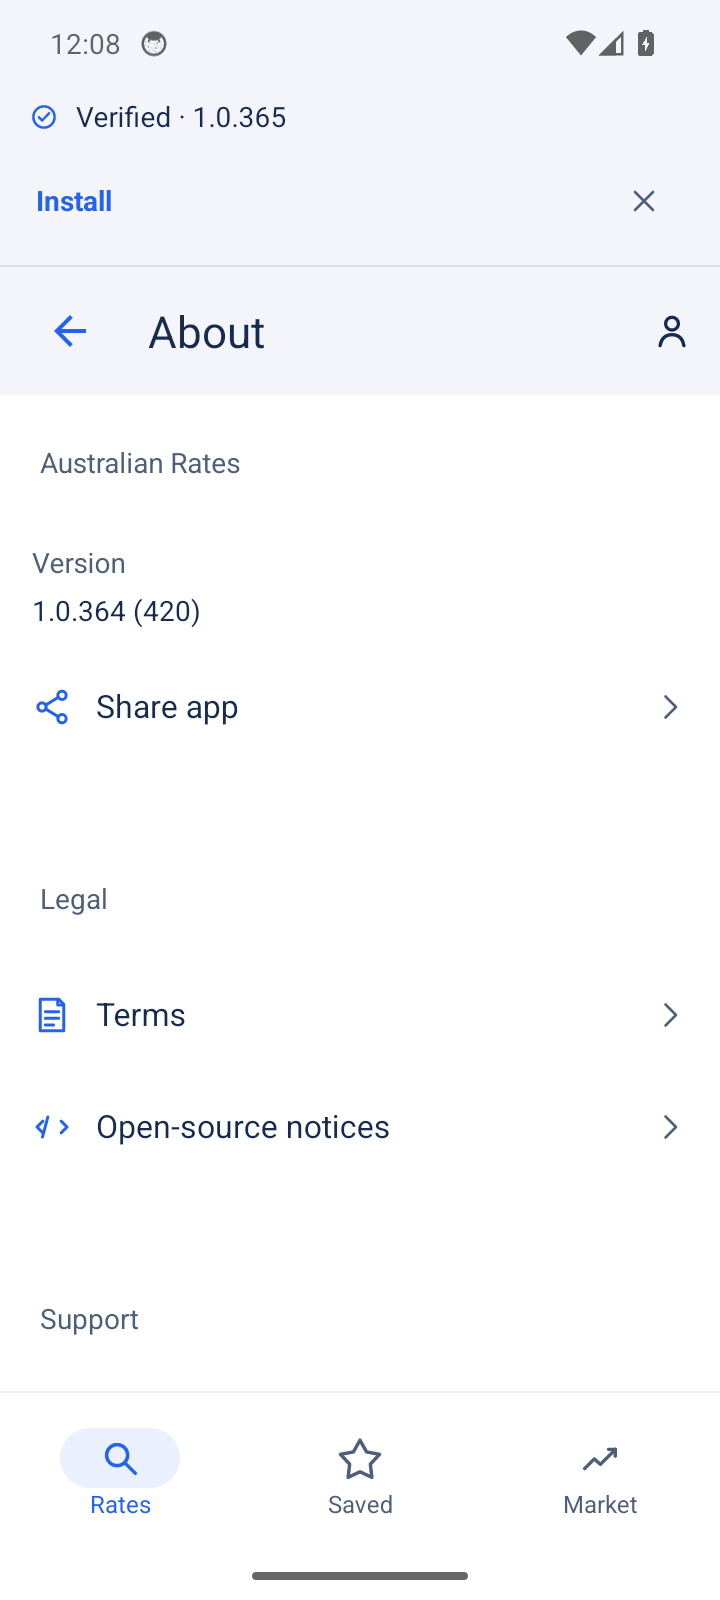 12:08
Verified · 1.0.365
Install
About
Australian Rates
Version
1.0.364 (420)
Share app
Legal
Terms
Open-source notices
Support
Rates
Saved
Market